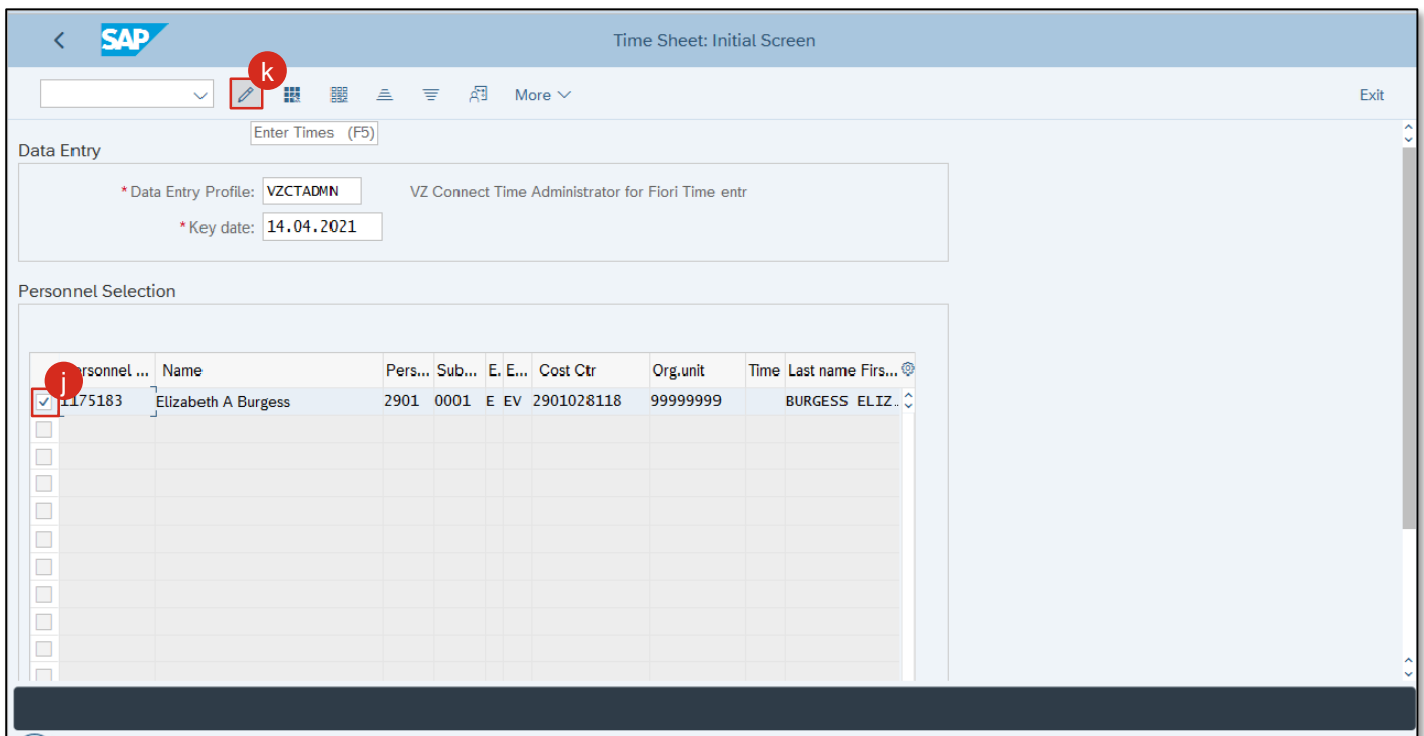 SAP Time Sheet: Initial Screen
k
More Exit
Enter Times (F5)
Data Entry
* Data Entry Profile: VZCTADMN VZ Connect Time Administrator for Fiori Time entr
* Key date: 14.04.2021
Personnel Selection
j
ersonnel ... Name Pers... Sub... E. E... Cost Ctr Org.unit Time Last name Firs...
1175183 Elizabeth A Burgess 2901 0001 E EV 2901028118 99999999 BURGESS ELIZ..